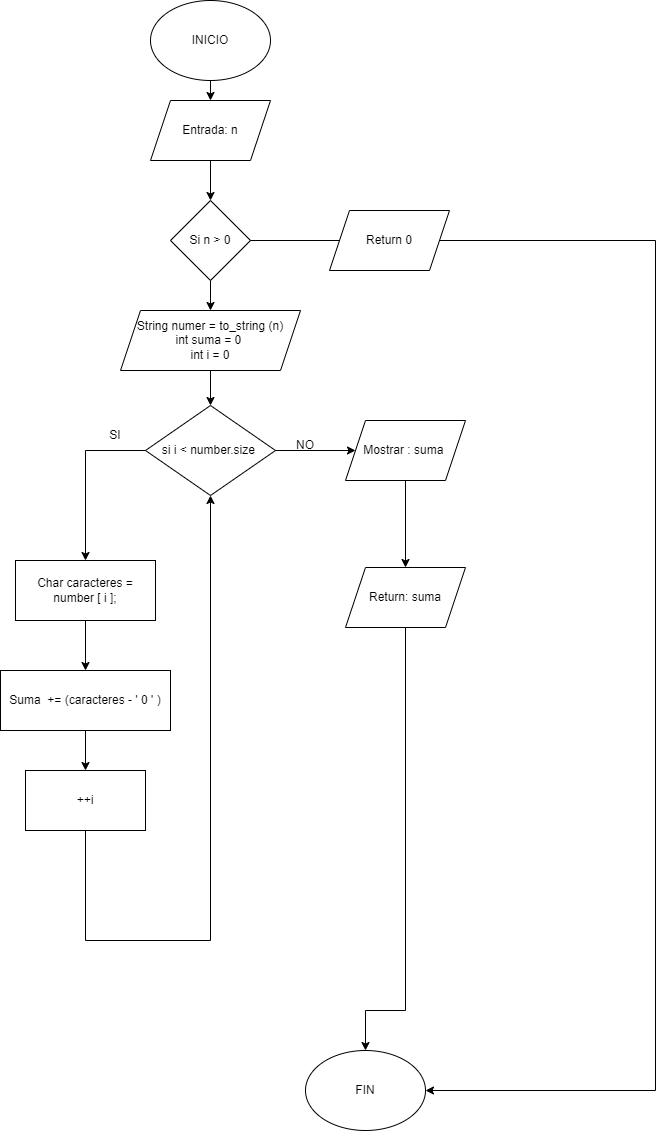 INICIO
Entrada: n
Si n > 0
Return 0
String numer = to_string (n)
int suma = 0
int i = 0
SI
si i < number.size
NO
Mostrar : suma
Char caracteres =
number [ i ];
Return: suma
Suma += (caracteres - ' 0 ' )
++i
FIN